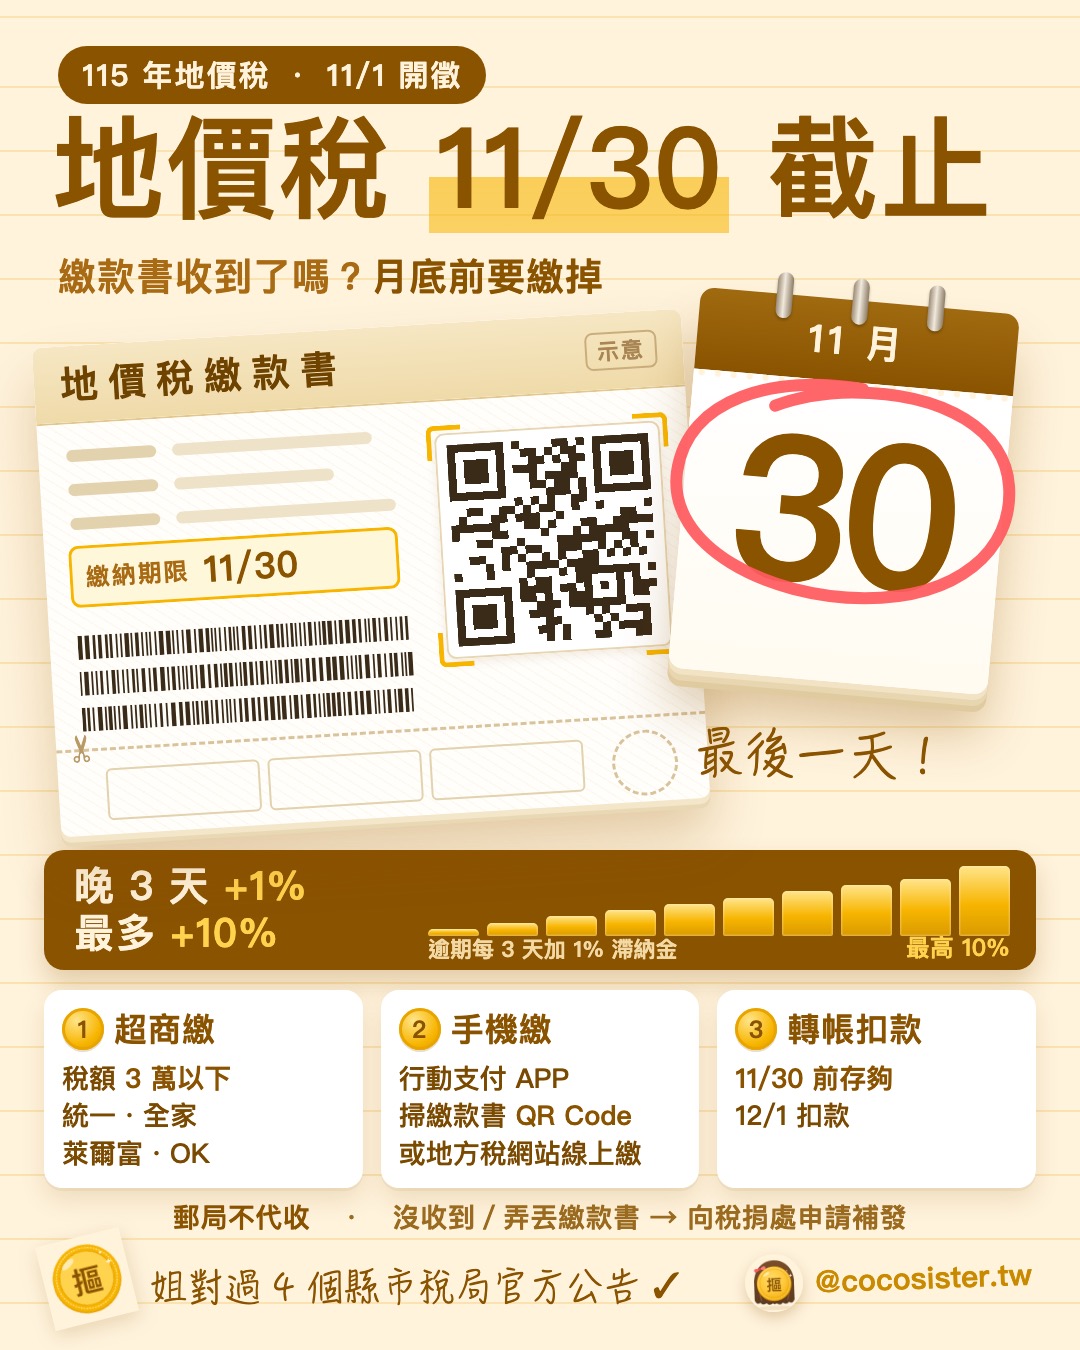 115 年地價稅 · 11/1 開徵
地價稅 11/30 截止
繳款書收到了嗎？月底前要繳掉
地價稅繳款書
示意
繳納期限 11/30
11 月
30
最後一天！
晚 3 天 +1%
最多 +10%
逾期每 3 天加 1% 滯納金
最高 10%
1 超商繳
稅額 3 萬以下
統一 · 全家
萊爾富 · OK
2 手機繳
行動支付 APP
掃繳款書 QR Code
或地方稅網站線上繳
3 轉帳扣款
11/30 前存夠
12/1 扣款
郵局不代收 · 沒收到 / 弄丟繳款書 → 向稅捐處申請補發
摳
姐對過 4 個縣市稅局官方公告 ✓
摳
@cocosister.tw